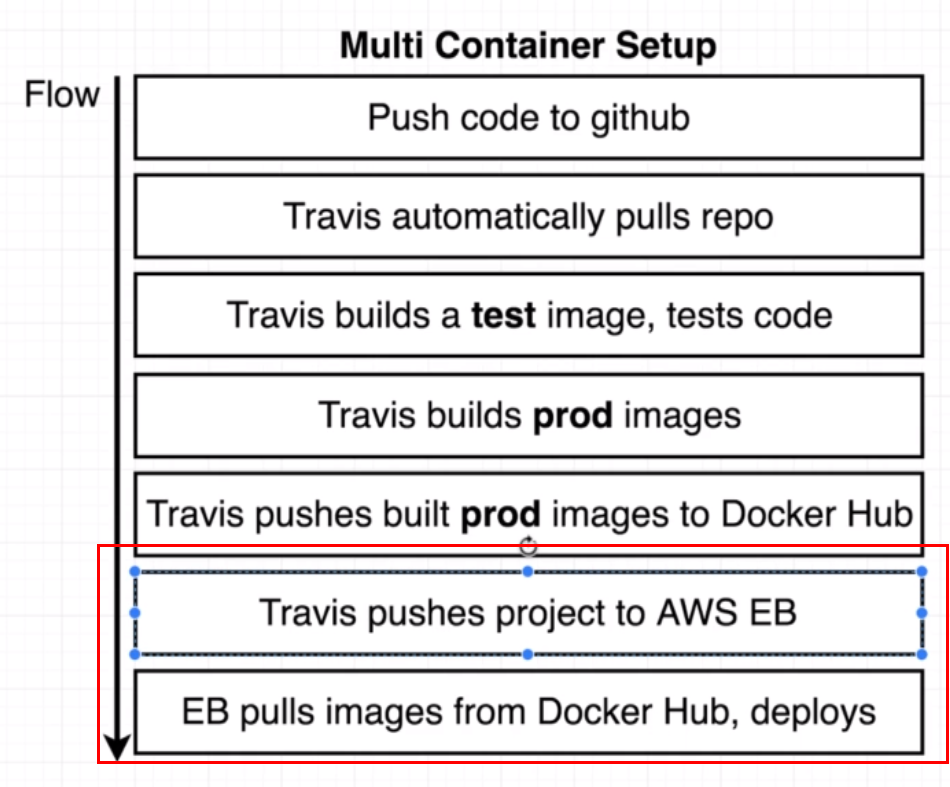 Multi Container Setup
Flow
Push code to github
Travis automatically pulls repo
Travis builds a test image, tests code
Travis builds prod images
Travis pushes built prod images to Docker Hub
Travis pushes project to AWS EB
EB pulls images from Docker Hub, deploys